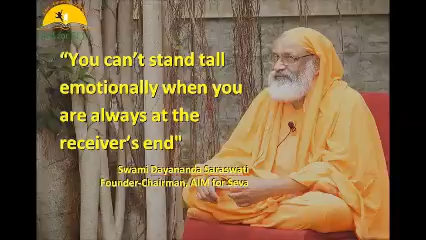 “You can’t stand tall
emotionally when you
are always at the
receiver’s end"
Swami Dayananda Saraswati
Founder-Chairman, AIM for Seva